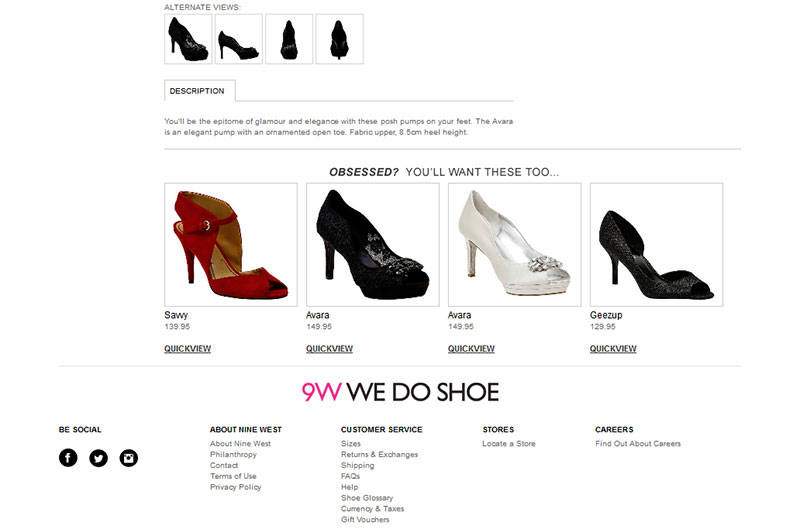 ALTERNATE VIEWS:
DESCRIPTION
You'll be the epitome of glamour and elegance with these posh pumps on your feet. The Avara
is an elegant pump with an ornamented open toe. Fabric upper, 8.5cm heel height.
OBSESSED? YOU'LL WANT THESE TOO...
Savvy
139.95
QUICKVIEW
Avara
149.95
QUICKVIEW
Avara
149.95
QUICKVIEW
Geezup
129.95
QUICKVIEW
9W WE DO SHOE
BE SOCIAL
ABOUT NINE WEST
About Nine West
Philanthropy
Contact
Terms of Use
Privacy Policy
CUSTOMER SERVICE
Sizes
Returns & Exchanges
Shipping
FAQs
Help
Shoe Glossary
Currency & Taxes
Gift Vouchers
STORES
Locate a Store
CAREERS
Find Out About Careers